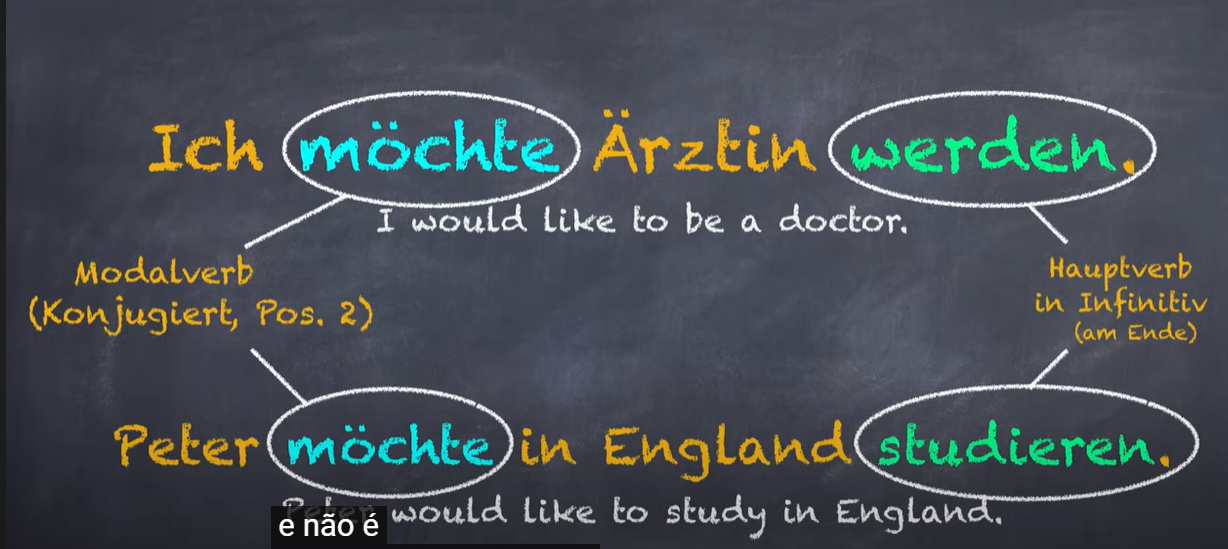 Ich möchte Ärztin werden.
I would like to be a doctor.
Modalverb
(Konjugiert, Pos. 2)
Hauptverb
in Infinitiv
(am Ende)
Peter möchte in England studieren.
Peter would like to study in England.
e não é